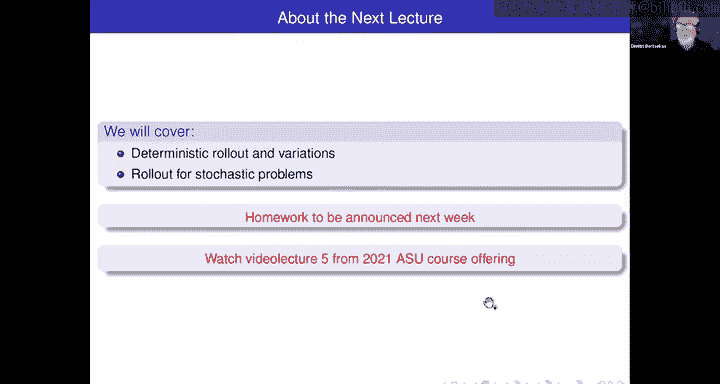 About the Next Lecture
We will cover:
Deterministic rollout and variations
Rollout for stochastic problems
Homework to be announced next week
Watch videolecture 5 from 2021 ASU course offering